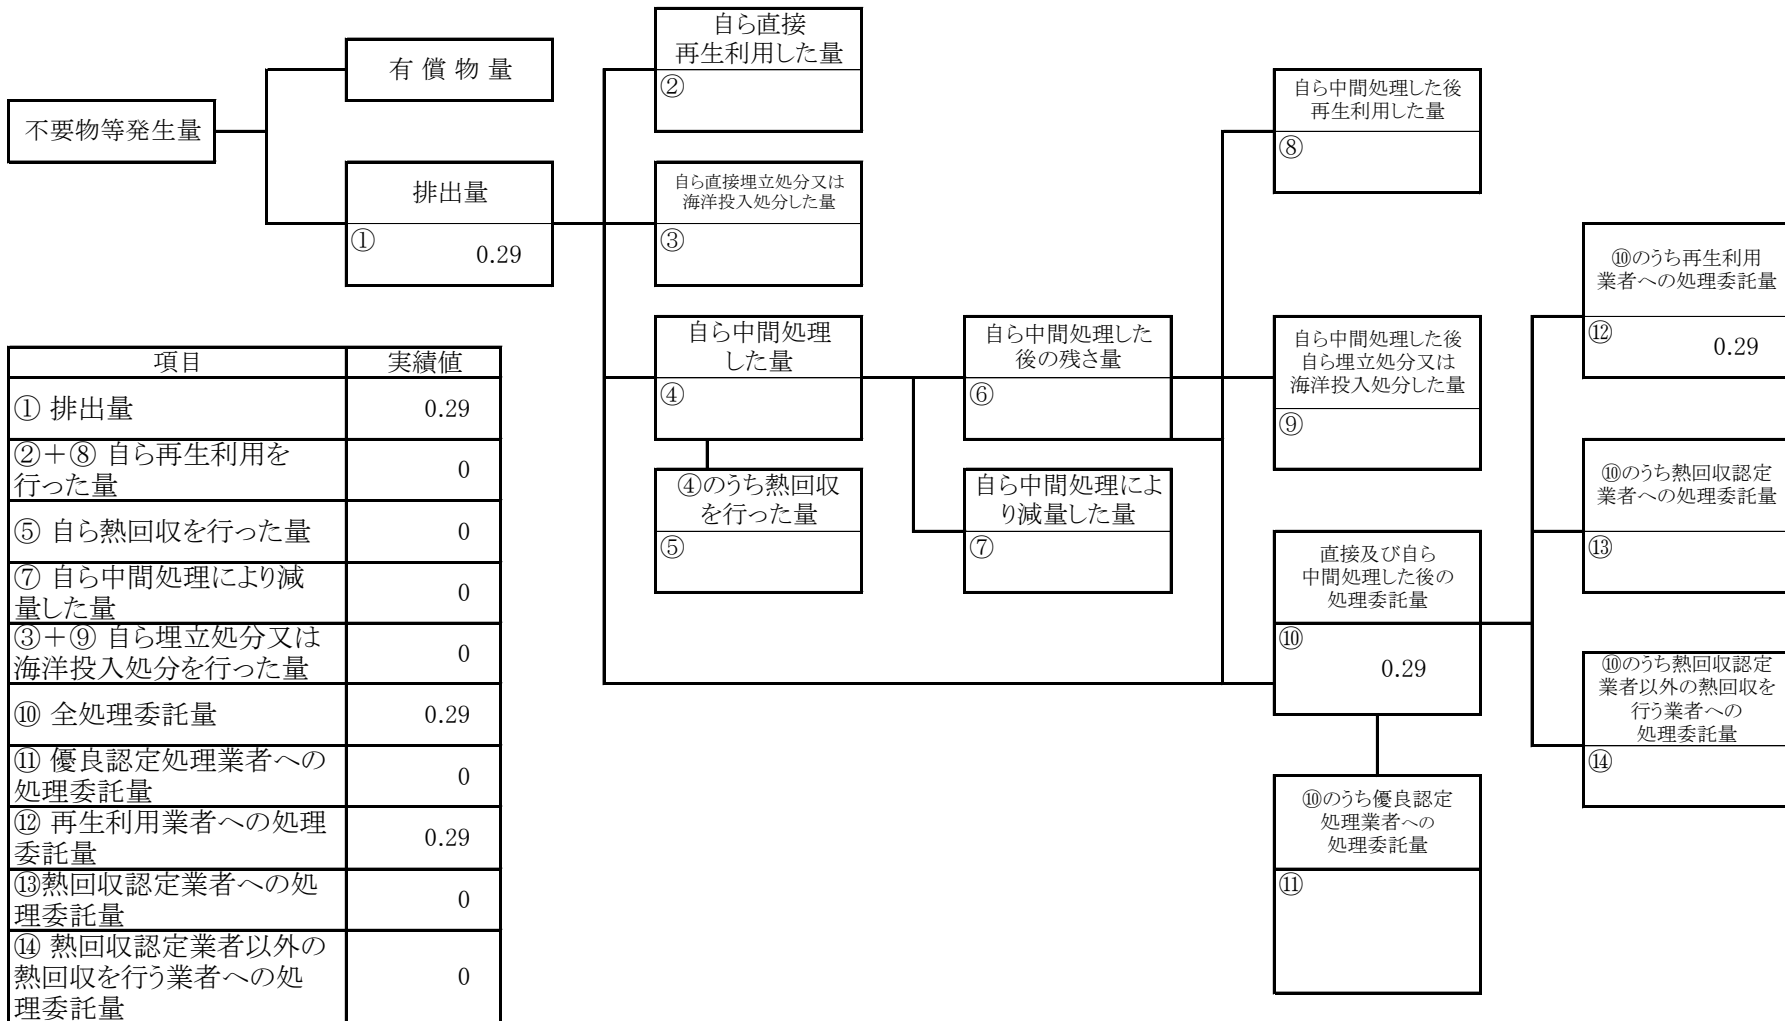 不要物等発生量
有 償 物 量
排出量
①
0.29
自ら直接
再生利用した量
②
自ら直接埋立処分又は
海洋投入処分した量
③
自ら中間処理
した量
④
④のうち熱回収
を行った量
⑤
自ら中間処理した
後の残さ量
⑥
自ら中間処理によ
り減量した量
⑦
自ら中間処理した後
再生利用した量
⑧
自ら中間処理した後
自ら埋立処分又は
海洋投入処分した量
⑨
直接及び自ら
中間処理した後の
処理委託量
⑩
0.29
⑩のうち優良認定
処理業者への
処理委託量
⑪
⑩のうち再生利用
業者への処理委託量
⑫
0.29
⑩のうち熱回収認定
業者への処理委託量
⑬
⑩のうち熱回収認定
業者以外の熱回収を
行う業者への
処理委託量
⑭
項目 実績値
① 排出量 0.29
②＋⑧ 自ら再生利用を
行った量 0
⑤ 自ら熱回収を行った量 0
⑦ 自ら中間処理により減
量した量 0
③＋⑨ 自ら埋立処分又は
海洋投入処分を行った量 0
⑩ 全処理委託量 0.29
⑪ 優良認定処理業者への
処理委託量 0
⑫ 再生利用業者への処理
委託量 0.29
⑬熱回収認定業者への処
理委託量 0
⑭ 熱回収認定業者以外の
熱回収を行う業者への処
理委託量 0